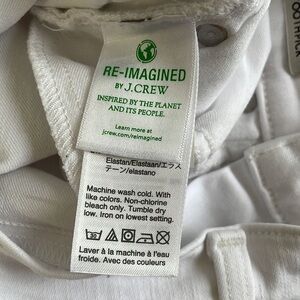 RE-IMAGINED
BY J.CREW
INSPIRED BY THE PLANET
AND ITS PEOPLE.
Learn more at
jcrew.com/reimagined
Elastan/Elastaan/エラス
テーン/elastano
Machine wash cold. With
like colors. Non-chlorine
bleach only. Tumble dry
low. Iron on lowest setting.
30
Laver à la machine à l'eau
froide. Avec des couleurs